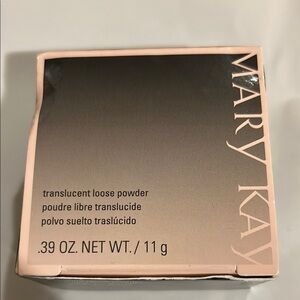 MARY KAY
translucent loose powder
poudre libre translucide
polvo suelto traslúcido
.39 OZ. NET WT. / 11 g